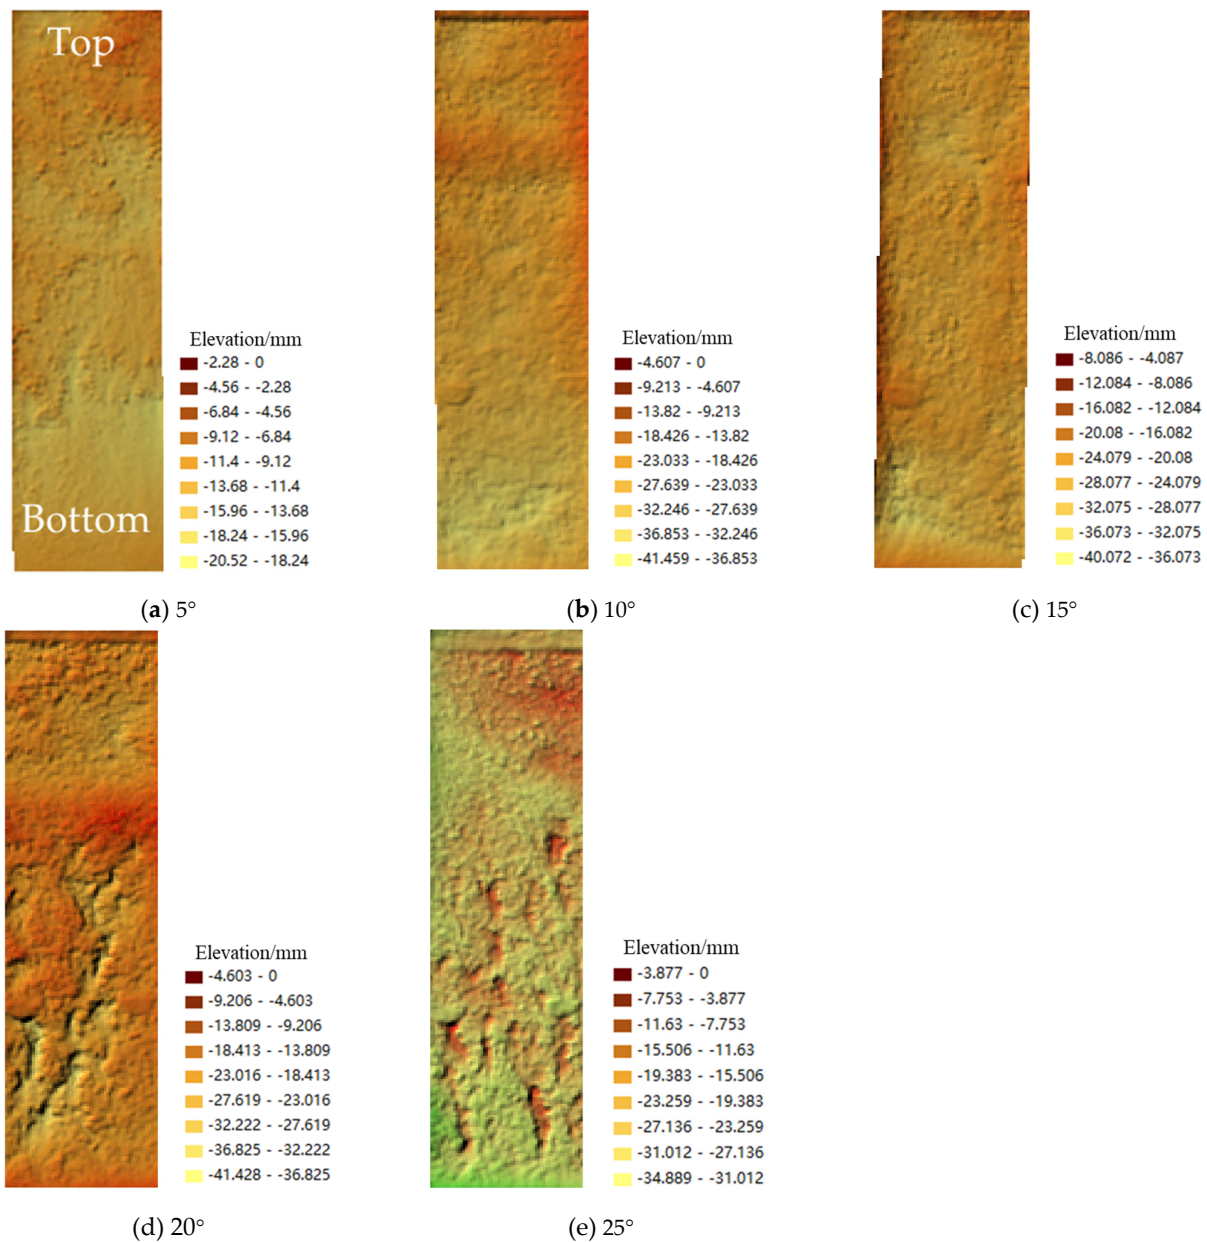 Top
Bottom
Elevation/mm
-2.28 - 0
-4.56 - -2.28
-6.84 - -4.56
-9.12 - -6.84
-11.4 - -9.12
-13.68 - -11.4
-15.96 - -13.68
-18.24 - -15.96
-20.52 - -18.24
(a) 5°
Elevation/mm
-4.607 - 0
-9.213 - -4.607
-13.82 - -9.213
-18.426 - -13.82
-23.033 - -18.426
-27.639 - -23.033
-32.246 - -27.639
-36.853 - -32.246
-41.459 - -36.853
(b) 10°
Elevation/mm
-8.086 - -4.087
-12.084 - -8.086
-16.082 - -12.084
-20.08 - -16.082
-24.079 - -20.08
-28.077 - -24.079
-32.075 - -28.077
-36.073 - -32.075
-40.072 - -36.073
(c) 15°
Elevation/mm
-4.603 - 0
-9.206 - -4.603
-13.809 - -9.206
-18.413 - -13.809
-23.016 - -18.413
-27.619 - -23.016
-32.222 - -27.619
-36.825 - -32.222
-41.428 - -36.825
(d) 20°
Elevation/mm
-3.877 - 0
-7.753 - -3.877
-11.63 - -7.753
-15.506 - -11.63
-19.383 - -15.506
-23.259 - -19.383
-27.136 - -23.259
-31.012 - -27.136
-34.889 - -31.012
(e) 25°